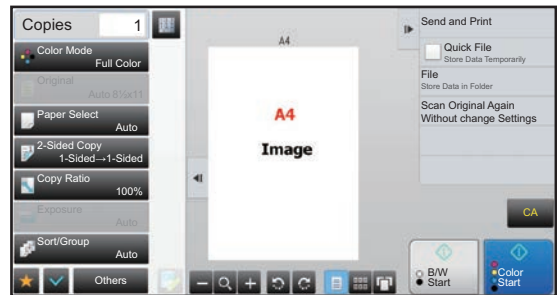 Copies 1
Color Mode
Full Color
Original
Auto 8½x11
Paper Select
Auto
2-Sided Copy
1-Sided→1-Sided
Copy Ratio
100%
Exposure
Auto
Sort/Group
Auto
Others
A4
A4
Image
Send and Print
Quick File
Store Data Temporarily
File
Store Data in Folder
Scan Original Again
Without change Settings
CA
B/W
Start
Color
Start